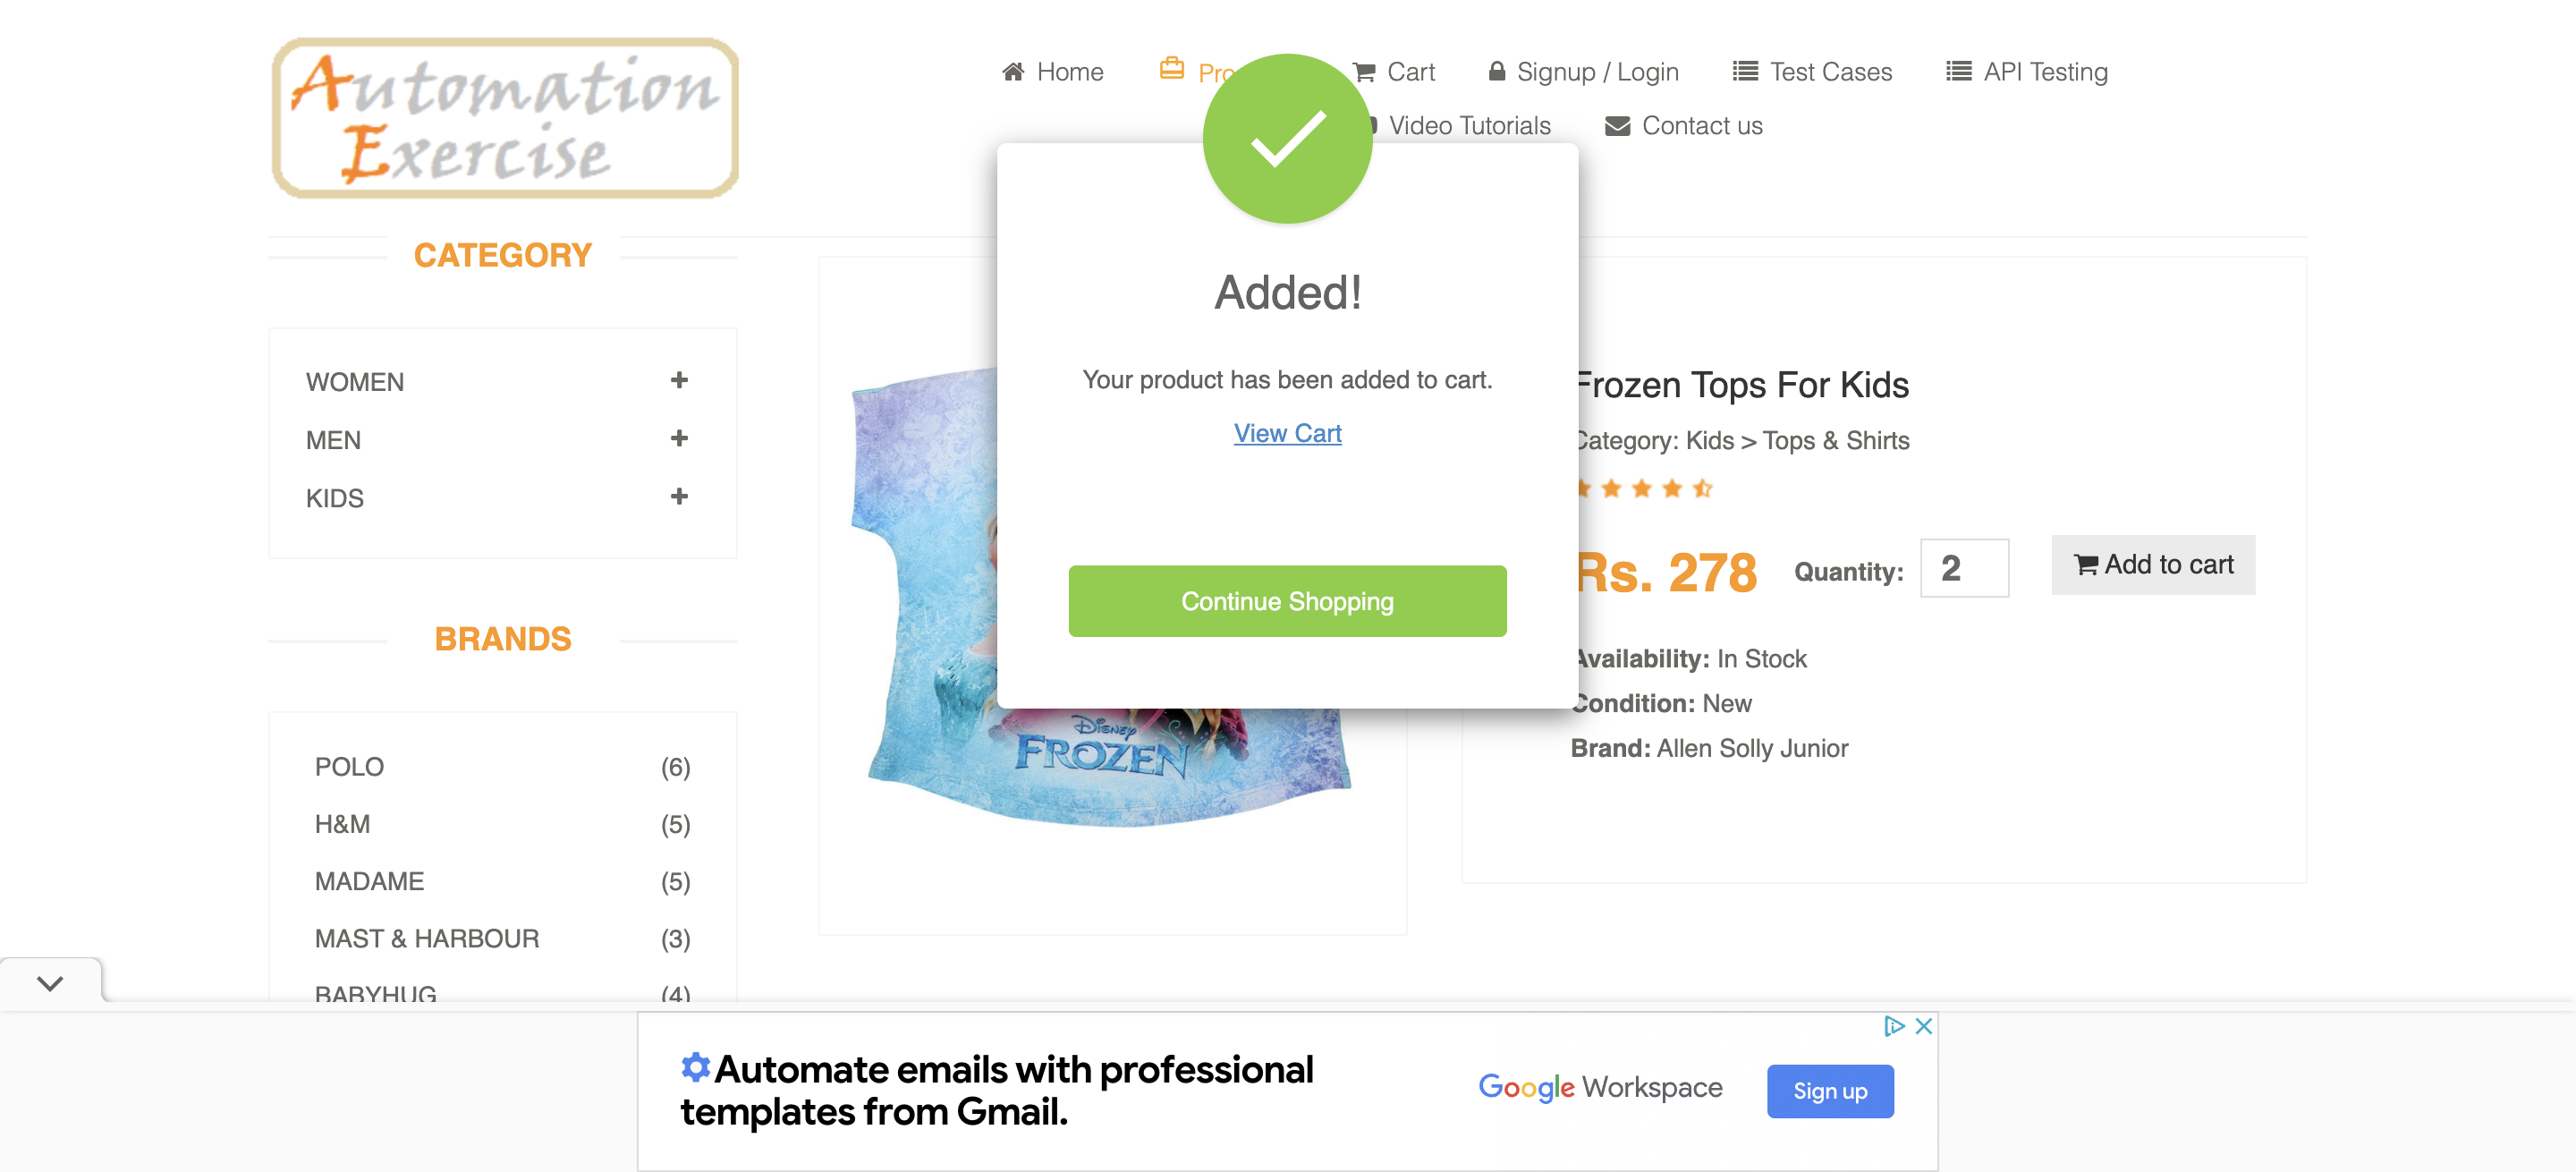 Automation
Exercise
Home
Cart
Signup / Login
Test Cases
API Testing
Video Tutorials
Contact us
CATEGORY
WOMEN
MEN
KIDS
BRANDS
POLO (6)
H&M (5)
MADAME (5)
MAST & HARBOUR (3)
BABYHUG (4)
Added!
Your product has been added to cart.
View Cart
Continue Shopping
DISNEY
FROZEN
Frozen Tops For Kids
Category: Kids > Tops & Shirts
Rs. 278 Quantity: 2 Add to cart
Availability: In Stock
Condition: New
Brand: Allen Solly Junior
Automate emails with professional
templates from Gmail.
Google Workspace
Sign up